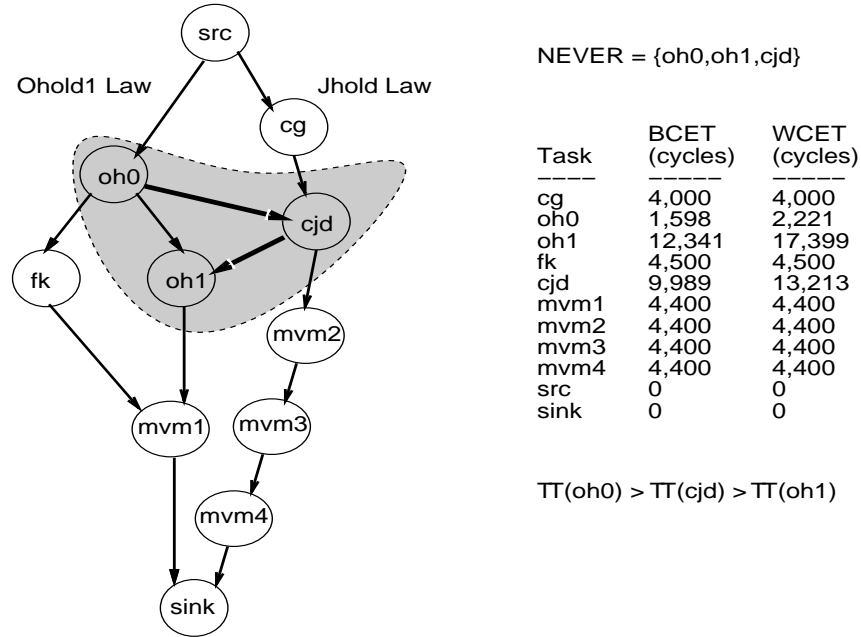 src
Ohold1 Law
Jhold Law
cg
oh0
cjd
fk
oh1
mvm2
mvm1
mvm3
mvm4
sink
NEVER = {oh0,oh1,cjd}
BCET WCET
Task (cycles) (cycles)
---- ----- -----
cg 4,000 4,000
oh0 1,598 2,221
oh1 12,341 17,399
fk 4,500 4,500
cjd 9,989 13,213
mvm1 4,400 4,400
mvm2 4,400 4,400
mvm3 4,400 4,400
mvm4 4,400 4,400
src 0 0
sink 0 0
TT(oh0) > TT(cjd) > TT(oh1)